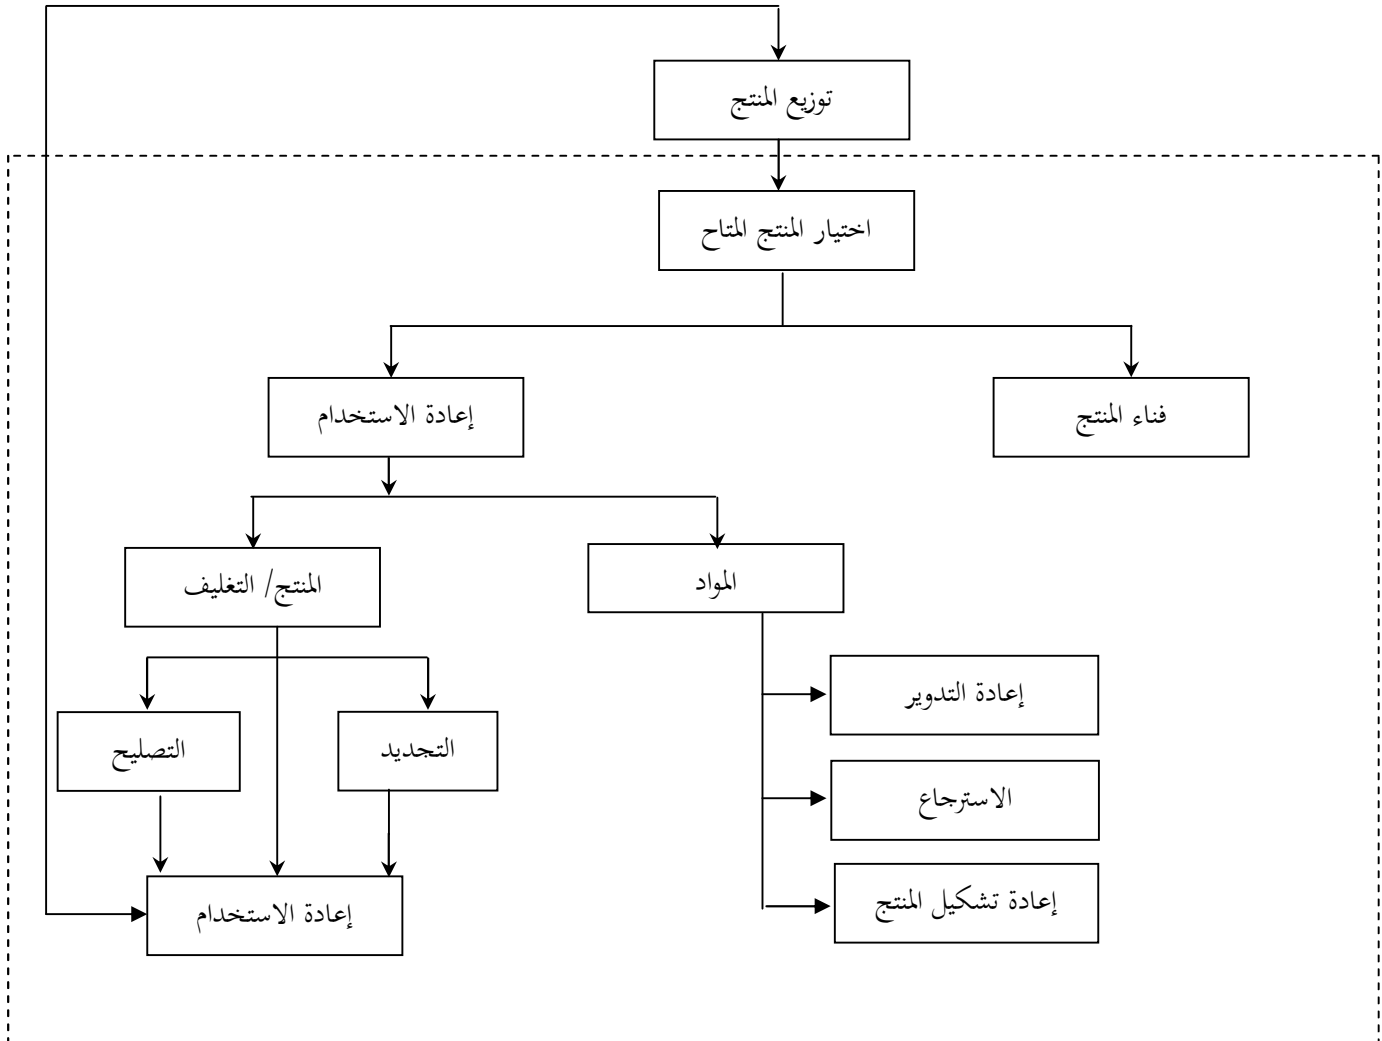 توزيع المنتج
اختيار المنتج المتاح
إعادة الاستخدام
فناء المنتج
المنتج/ التغليف
المواد
إعادة التدوير
التصليح
التجديد
الاسترجاع
إعادة الاستخدام
إعادة تشكيل المنتج